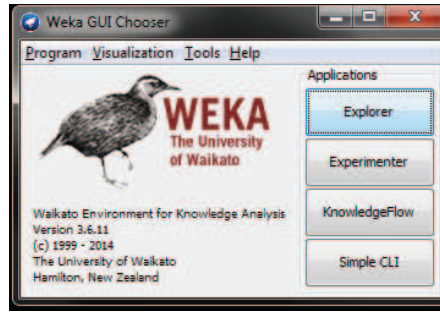 Weka GUI Chooser
Program Visualization Tools Help
WEKA
The University
of Waikato
Waikato Environment for Knowledge Analysis
Version 3.6.11
(c) 1999 - 2014
The University of Waikato
Hamilton, New Zealand
Applications
Explorer
Experimenter
KnowledgeFlow
Simple CLI